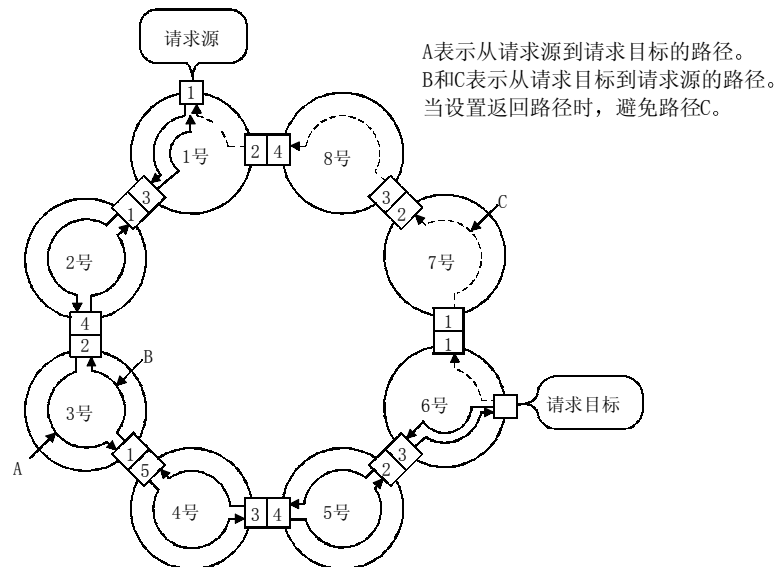 请求源
A表示从请求源到请求目标的路径。
B和C表示从请求目标到请求源的路径。
当设置返回路径时，避免路径C。
1
1号
2 4
8号
3
1
3
2
C
2号
7号
4
2
1
1
B
3号
6号
请求目标
A
1
5
3
2
4号
3 4
5号